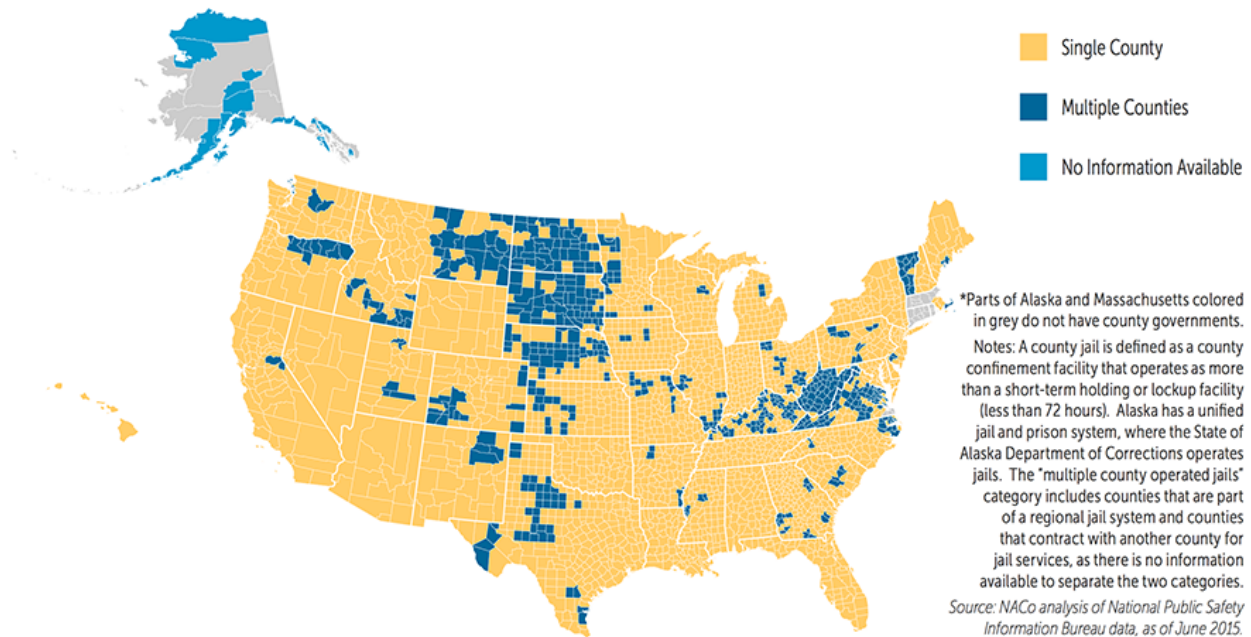 Single County
Multiple Counties
No Information Available
*Parts of Alaska and Massachusetts colored
in grey do not have county governments.
Notes: A county jail is defined as a county
confinement facility that operates as more
than a short-term holding or lockup facility
(less than 72 hours). Alaska has a unified
jail and prison system, where the State of
Alaska Department of Corrections operates
jails. The "multiple county operated jails"
category includes counties that are part
of a regional jail system and counties
that contract with another county for
jail services, as there is no information
available to separate the two categories.
Source: NACo analysis of National Public Safety
Information Bureau data, as of June 2015.